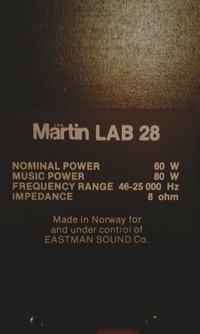 Martin LAB 28
NOMINAL POWER 60 W
MUSIC POWER 80 W
FREQUENCY RANGE 46-25 000 Hz
IMPEDANCE 8 ohm
Made in Norway for
and under control of
EASTMAN SOUND Co.